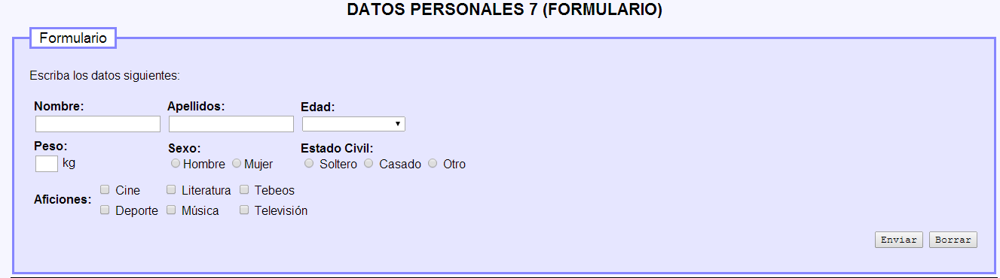 DATOS PERSONALES 7 (FORMULARIO)
Formulario
Escriba los datos siguientes:
Nombre: Apellidos: Edad:
Peso: Sexo: Estado Civil:
kg Hombre Mujer Soltero Casado Otro
Aficiones: Cine Literatura Tebeos
Deporte Música Televisión
Enviar Borrar